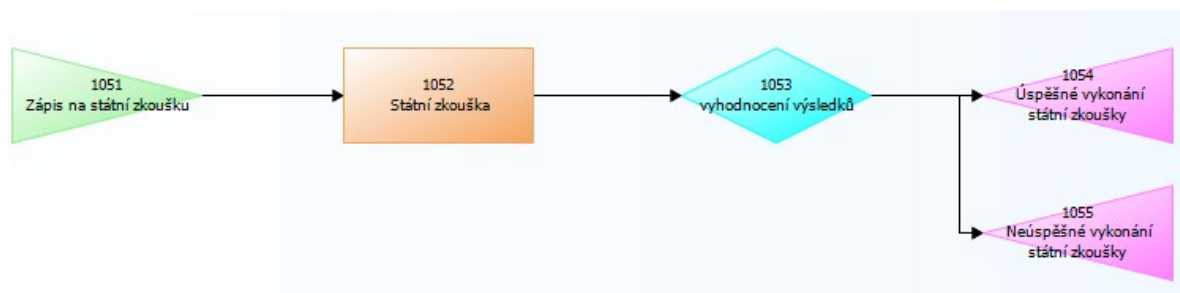 1051
Zápis na státní zkoušku
1052
Státní zkouška
1053
vyhodnocení výsledků
1054
Úspěšné vykonání
státní zkoušky
1055
Neúspěšné vykonání
státní zkoušky